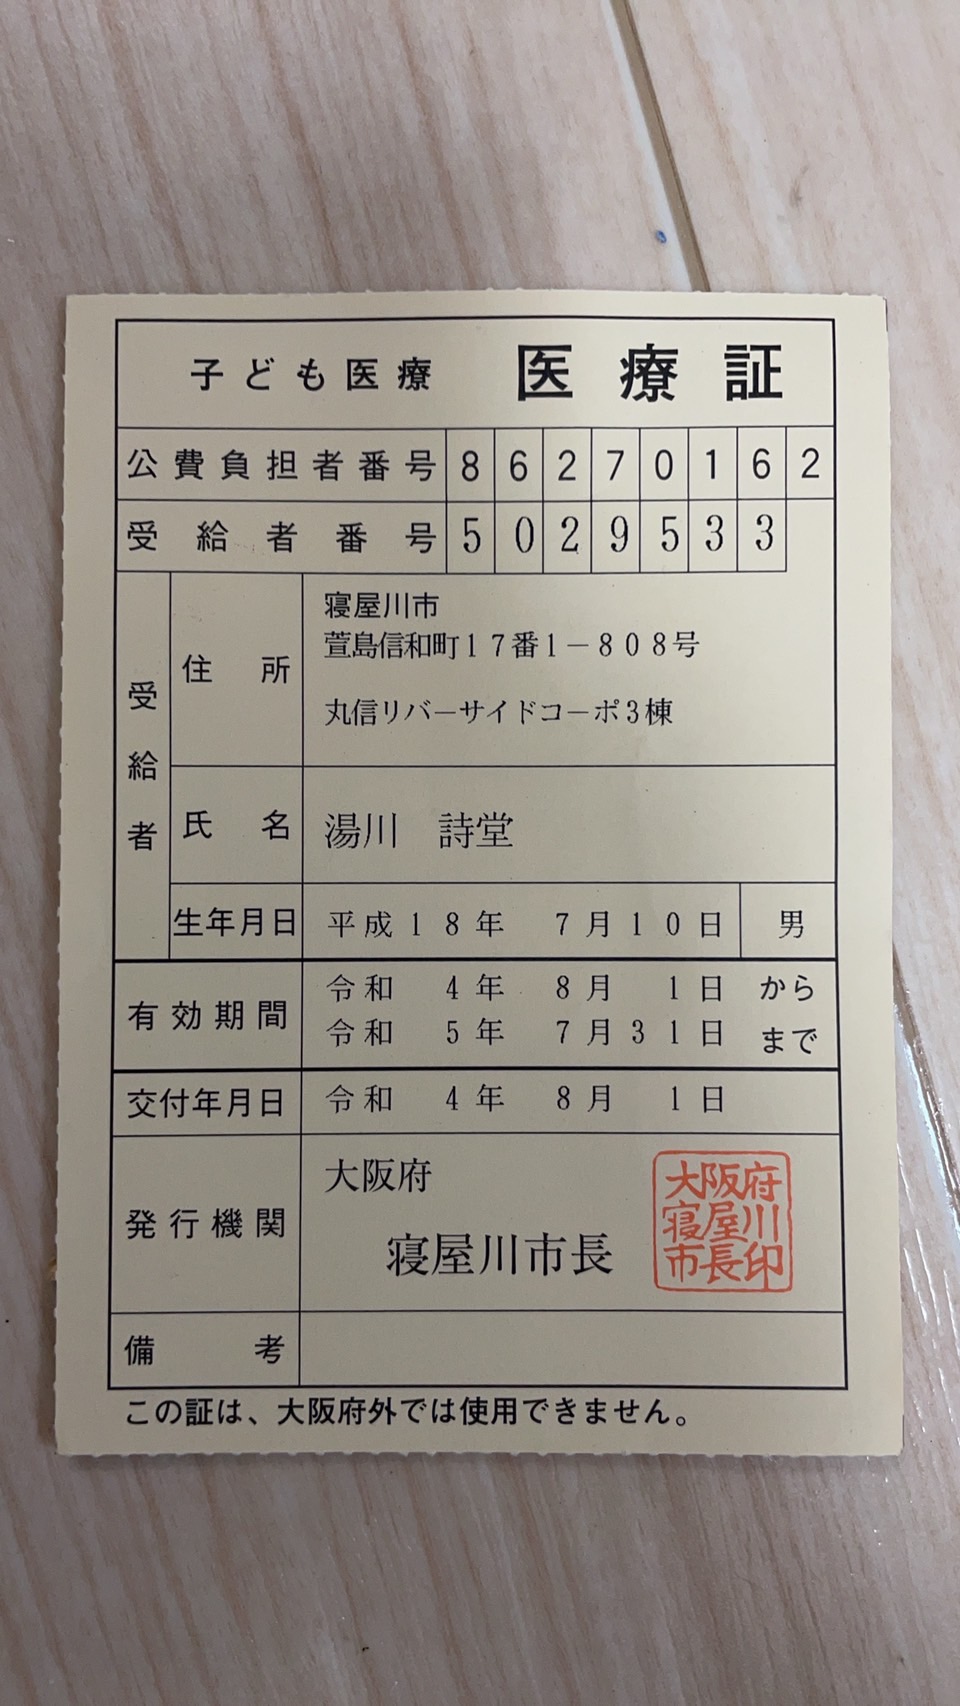 子ども医療 医療証
公費負担者番号 8 6 2 7 0 1 6 2
受給者番号 5 0 2 9 5 3 3
受給者
住所
寝屋川市
萱島信和町17番1-808号
丸信リバーサイドコーポ3棟
氏名 湯川 詩堂
生年月日 平成18年 7月10日 男
有効期間 令和 4年 8月 1日 から
令和 5年 7月31日 まで
交付年月日 令和 4年 8月 1日
発行機関
大阪府
寝屋川市長
大阪府
寝屋川
市長印
備考
この証は、大阪府外では使用できません。